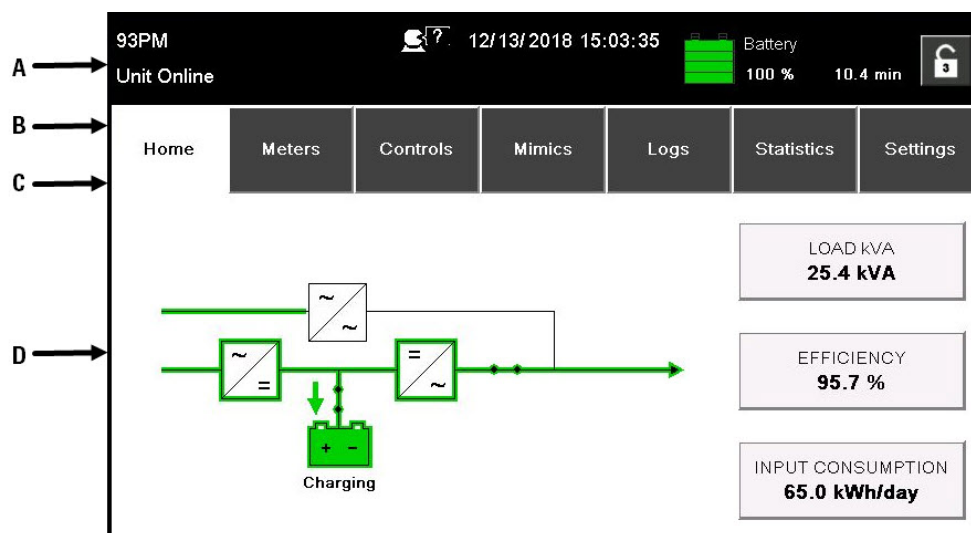 93PM
Unit Online
? 12/13/2018 15:03:35
Battery
100 % 10.4 min
3
A
B
C
D
Home Meters Controls Mimics Logs Statistics Settings
LOAD kVA
25.4 kVA
EFFICIENCY
95.7 %
INPUT CONSUMPTION
65.0 kWh/day
~
~
~
=
=
~
+ -
Charging